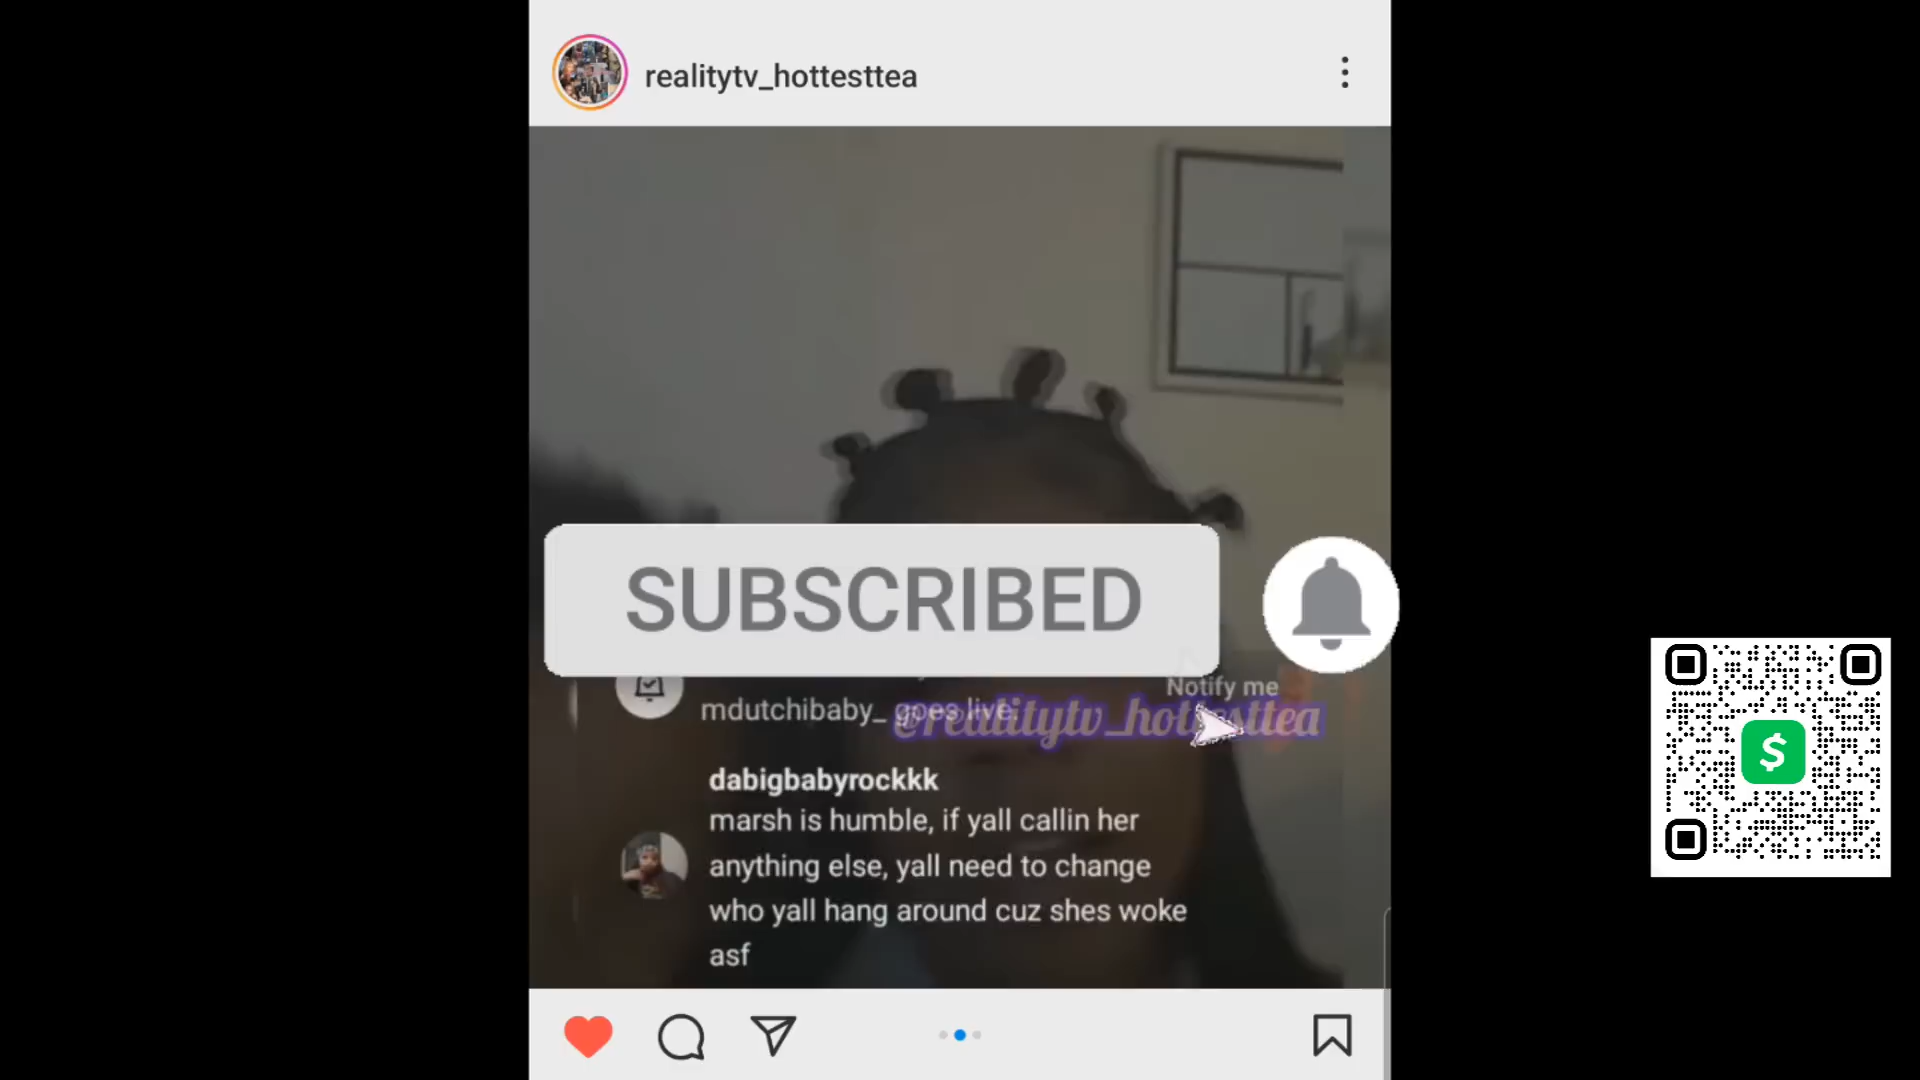 realitytv_hottesttea
SUBSCRIBED
Notify me
mdutchibaby_ goes live.
@realitytv_hottesttea
dabigbabyrockkk
marsh is humble, if yall callin her
anything else, yall need to change
who yall hang around cuz shes woke
asf
$